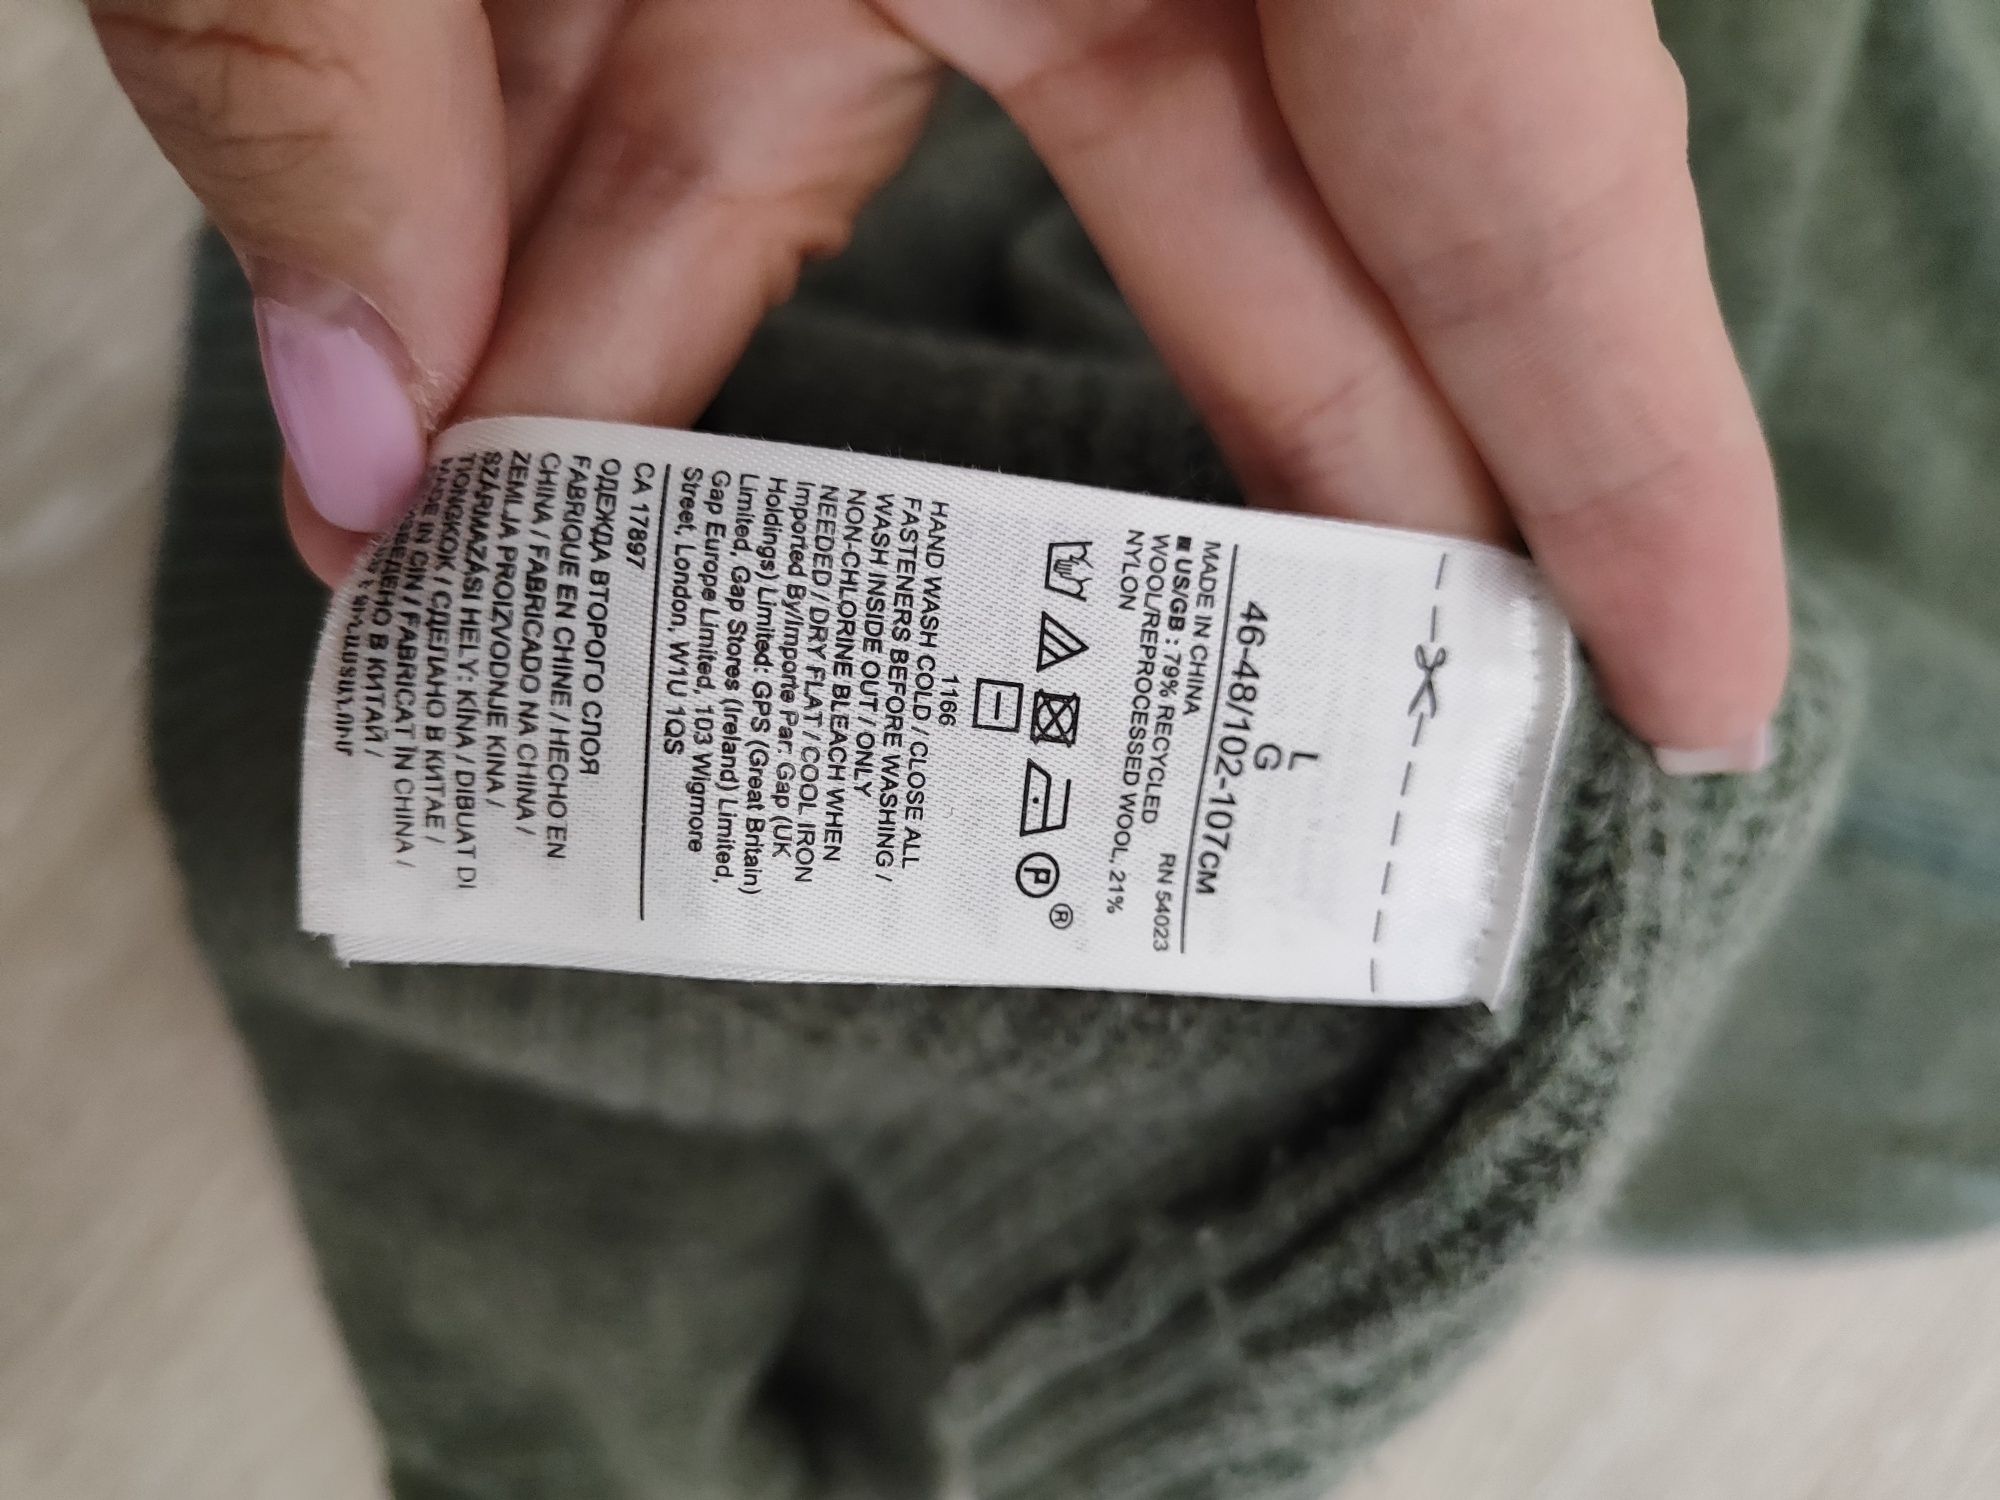 L
G
46-48/102-107CM
MADE IN CHINA RN 54023
■ US/GB : 79% RECYCLED
WOOL/REPROCESSED WOOL, 21%
NYLON
®
P
1166
HAND WASH COLD / CLOSE ALL
FASTENERS BEFORE WASHING /
WASH INSIDE OUT / ONLY
NON-CHLORINE BLEACH WHEN
NEEDED / DRY FLAT / COOL IRON
Imported By/Importe Par: Gap (UK
Holdings) Limited: GPS (Great Britain)
Limited, Gap Stores (Ireland) Limited,
Gap Europe Limited, 103 Wigmore
Street, London, W1U 1QS
CA 17897
ОДЕЖДА ВТОРОГО СЛОЯ
FABRIQUE EN CHINE / HECHO EN
CHINA / FABRICADO NA CHINA /
ZEMLJA PROIZVODNJE KINA /
SZÁRMAZÁSI HELY: KÍNA / DIBUAT DI
TIONGKOK / СДЕЛАНО В КИТАЕ /
MADE IN CHINA / FABRICAT ÎN CHINA /
В КИТАЙ /